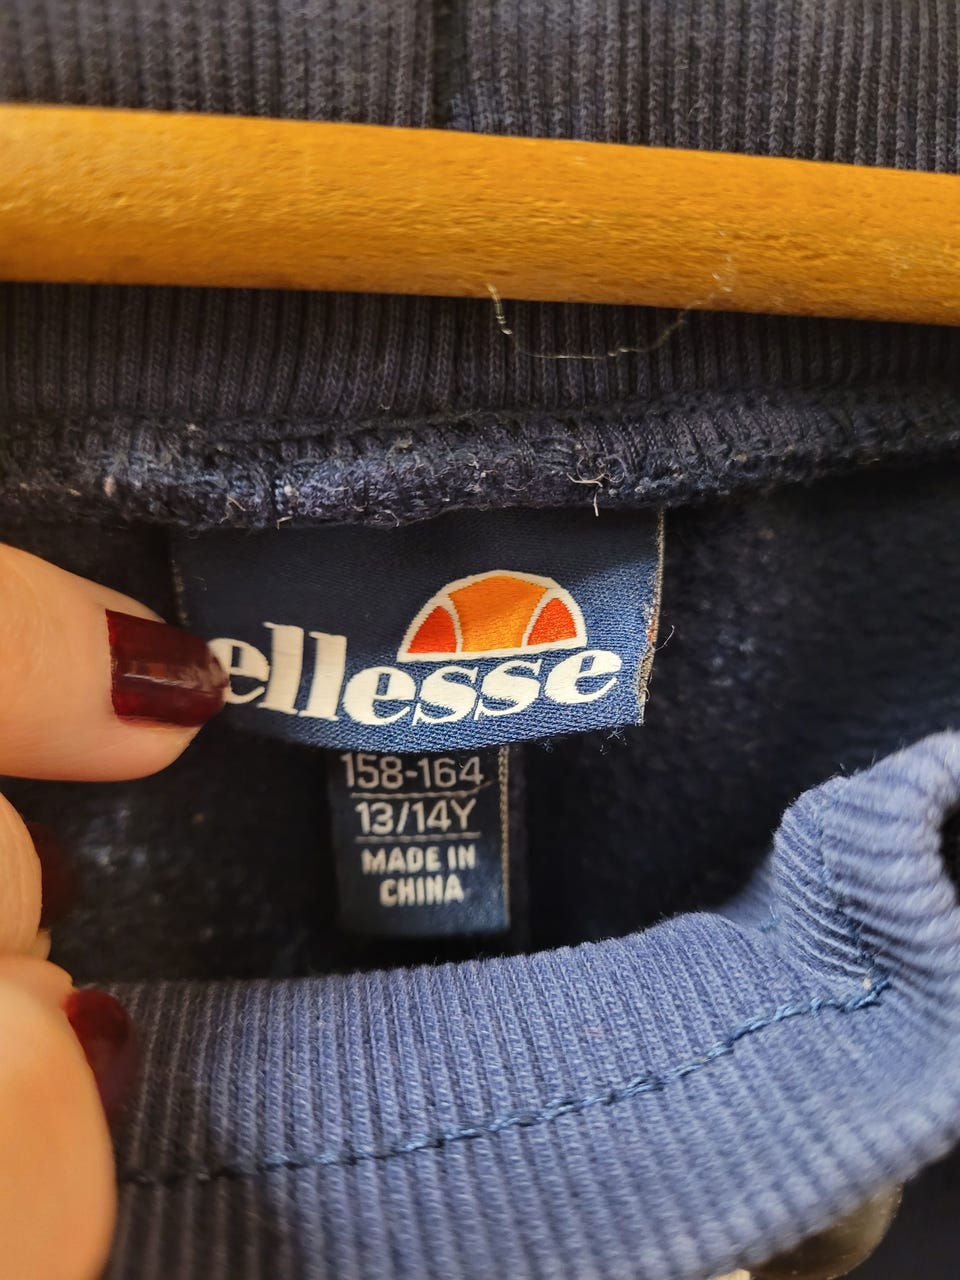 ellesse
158-164
13/14Y
MADE IN
CHINA